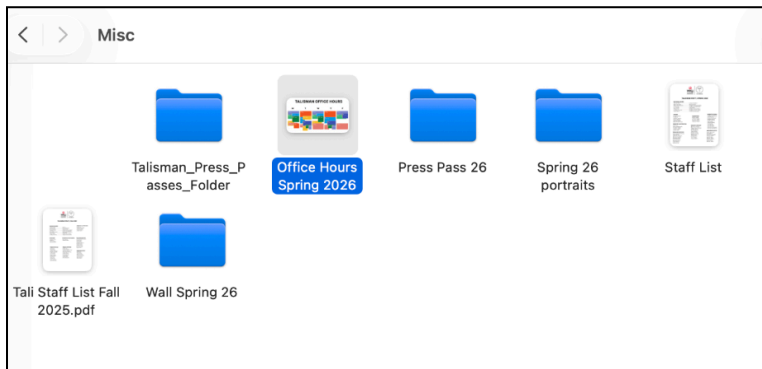 Misc
TALISMAN OFFICE HOURS
Talisman_Press_P
asses_Folder
Office Hours
Spring 2026
Press Pass 26
Spring 26
portraits
Staff List
Tali Staff List Fall
2025.pdf
Wall Spring 26